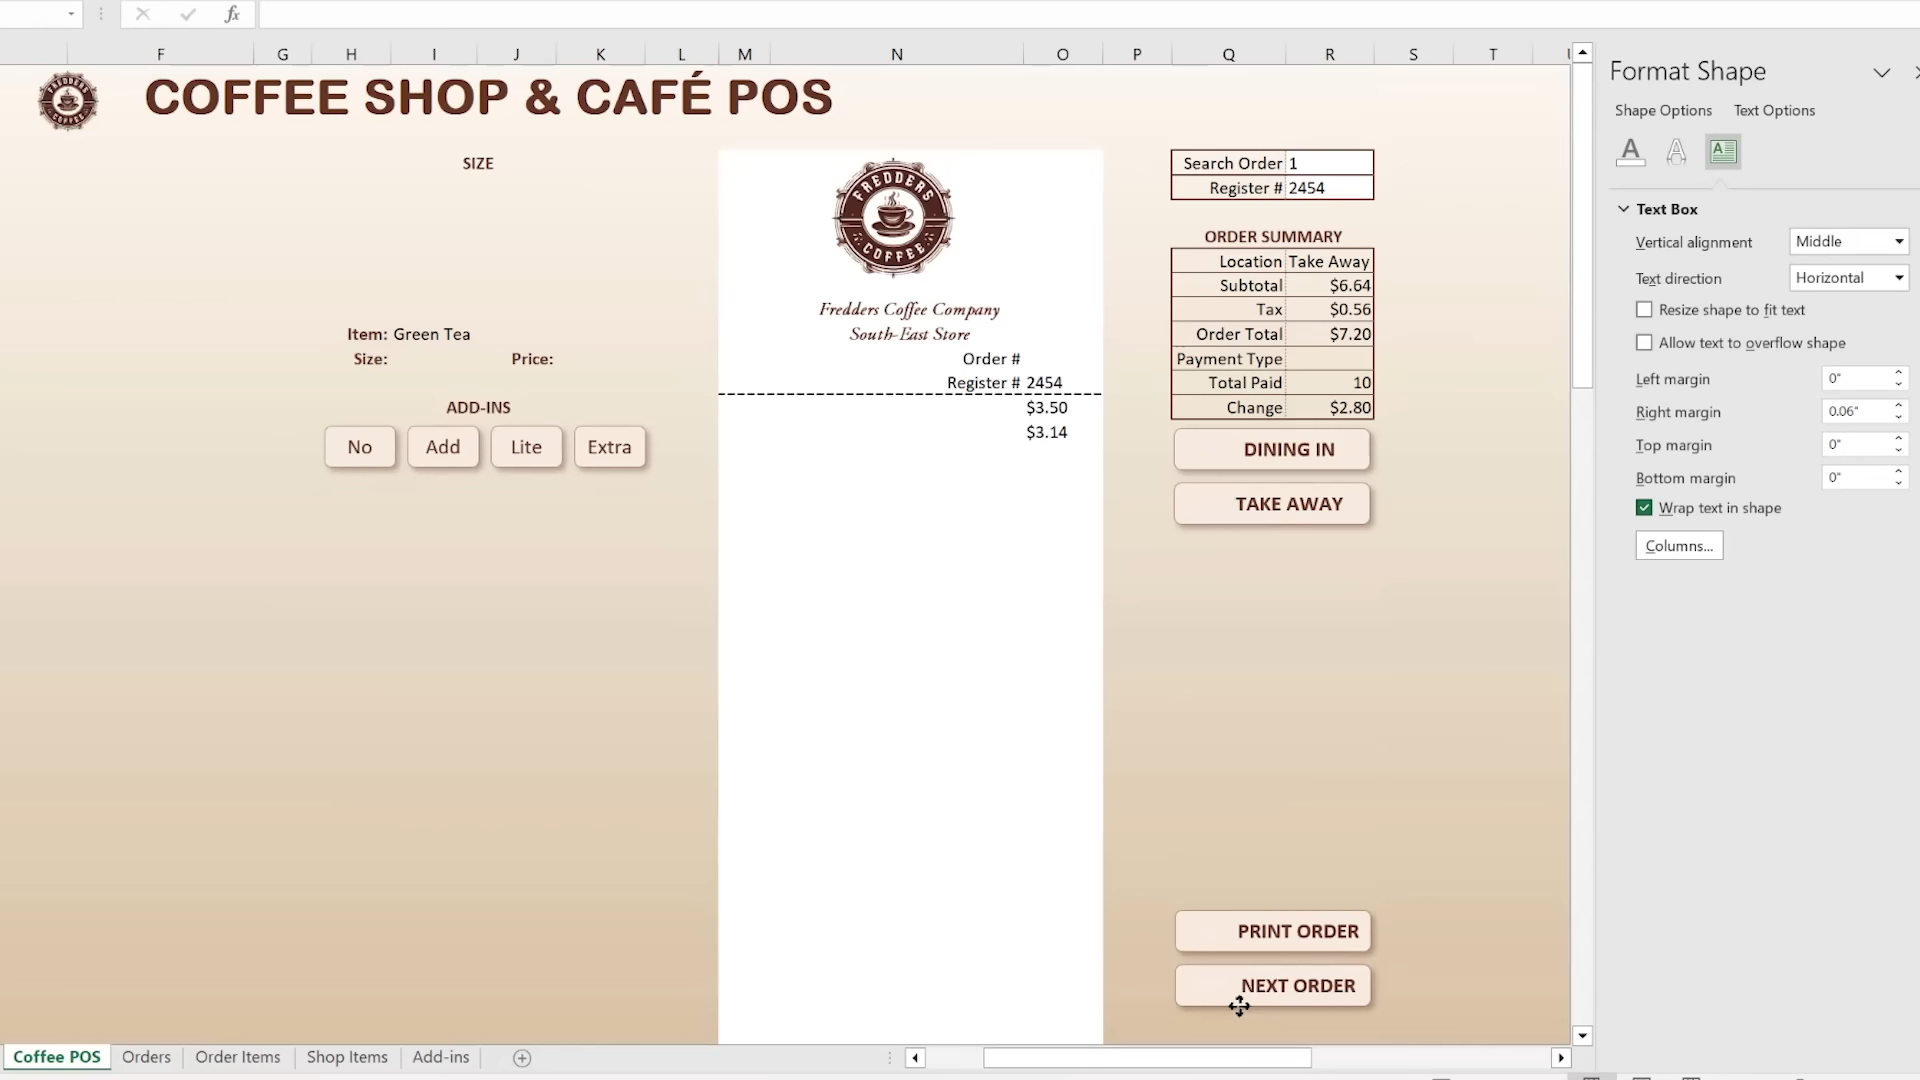 fx
F G H I J K L M N O P Q R S T
FREDDERS COFFEE
COFFEE SHOP & CAFÉ POS
SIZE
Item: Green Tea
Size: Price:
ADD-INS
No Add Lite Extra
FREDDERS
COFFEE
Fredders Coffee Company
South-East Store
Order #
Register # 2454
$3.50
$3.14
Search Order 1
Register # 2454
ORDER SUMMARY
Location Take Away
Subtotal $6.64
Tax $0.56
Order Total $7.20
Payment Type
Total Paid 10
Change $2.80
DINING IN
TAKE AWAY
PRINT ORDER
NEXT ORDER
Format Shape
Shape Options Text Options
Text Box
Vertical alignment Middle
Text direction Horizontal
Resize shape to fit text
Allow text to overflow shape
Left margin 0"
Right margin 0.06"
Top margin 0"
Bottom margin 0"
Wrap text in shape
Columns...
Coffee POS Orders Order Items Shop Items Add-ins